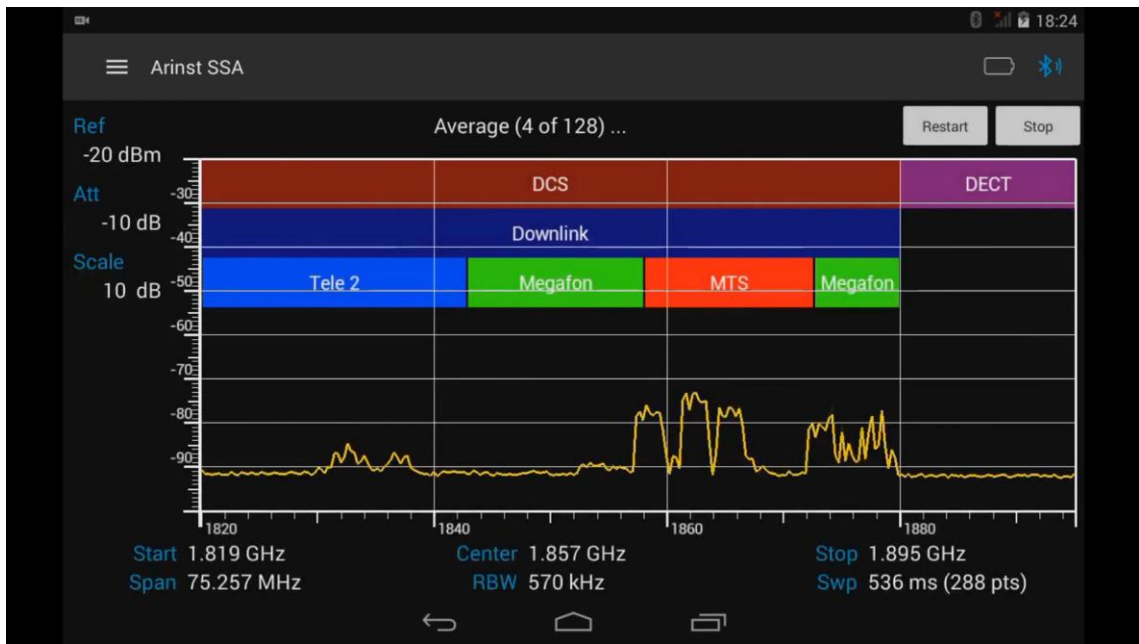 18:24
Arinst SSA
Ref
-20 dBm
Att
-10 dB
Scale
10 dB
Average (4 of 128) ...
Restart
Stop
-30
-40
-50
-60
-70
-80
-90
DCS
DECT
Downlink
Tele 2
Megafon
MTS
Megafon
1820
1840
1860
1880
Start 1.819 GHz
Center 1.857 GHz
Stop 1.895 GHz
Span 75.257 MHz
RBW 570 kHz
Swp 536 ms (288 pts)